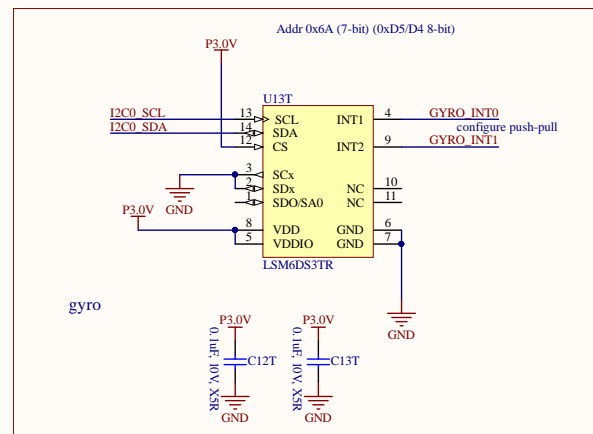 Addr 0x6A (7-bit) (0xD5/D4 8-bit)
P3.0V
U13T
I2C0_SCL 13 SCL INT1 4 GYRO_INT0
I2C0_SDA 14 SDA configure push-pull
12 CS INT2 9 GYRO_INT1
3 SCx
2 SDx NC 10
1 SDO/SA0 NC 11
GND
P3.0V
8 VDD GND 6
5 VDDIO GND 7
LSM6DS3TR
gyro
GND
P3.0V P3.0V
0.1uF, 10V, X5R C12T 0.1uF, 10V, X5R C13T
GND GND